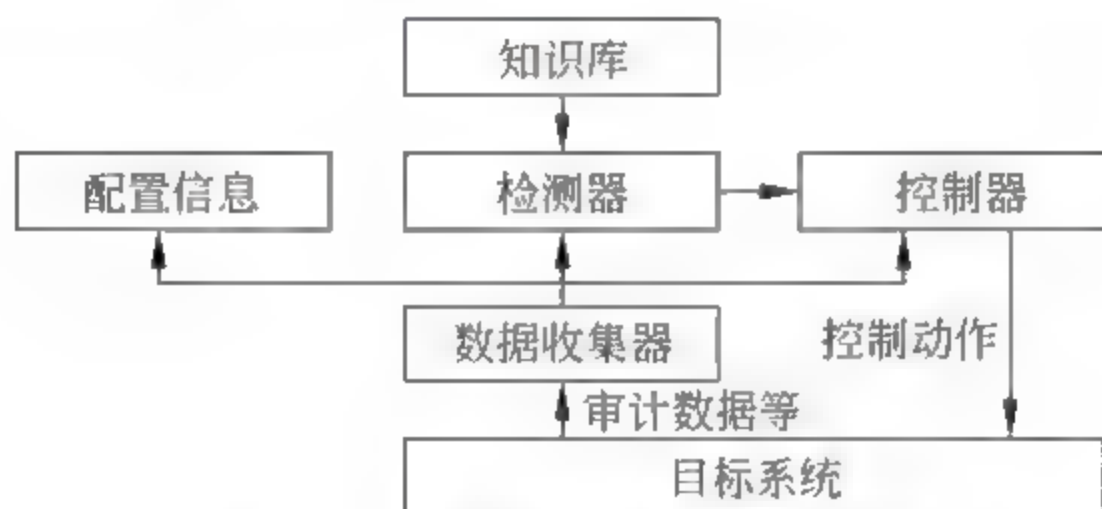 知识库
配置信息
检测器
控制器
数据收集器
控制动作
审计数据等
目标系统